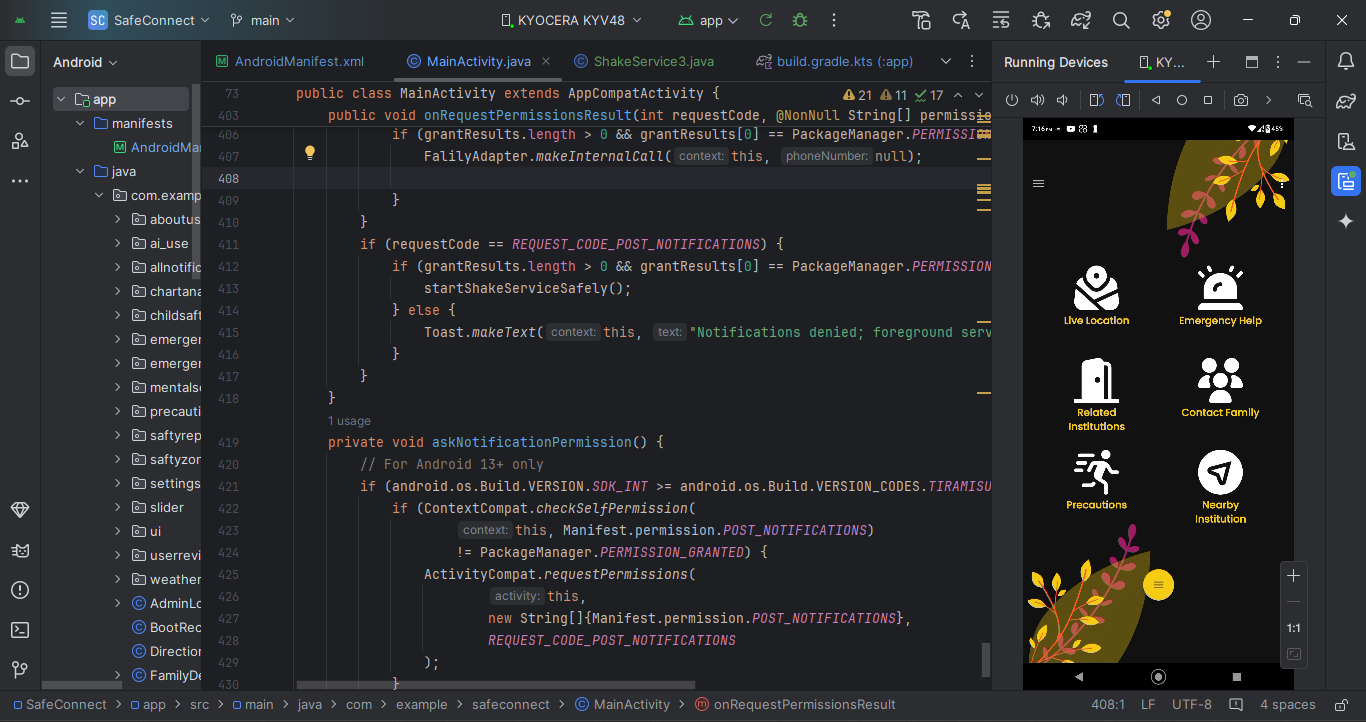 SC SafeConnect main KYOCERA KYV48 app
Android
AndroidManifest.xml MainActivity.java ShakeService3.java build.gradle.kts (:app)
Running Devices KY...
app
manifests
AndroidMa
java
com.examp
aboutus
ai_use
allnotific
chartana
childsaft
emerger
emerger
mentalse
precauti
saftyrep
saftyzor
settings
slider
ui
userrevi
weather
AdminLo
BootRec
Direction
FamilyDe
21 11 17
73 public class MainActivity extends AppCompatActivity {
403 public void onRequestPermissionsResult(int requestCode, @NonNull String[] permissio
406 if (grantResults.length > 0 && grantResults[0] == PackageManager.PERMISSION
407 FalilyAdapter.makeInternalCall( context: this, phoneNumber: null);
408
409 }
410 }
411 if (requestCode == REQUEST_CODE_POST_NOTIFICATIONS) {
412 if (grantResults.length > 0 && grantResults[0] == PackageManager.PERMISSION
413 startShakeServiceSafely();
414 } else {
415 Toast.makeText( context: this, text: "Notifications denied; foreground serv
416 }
417 }
418 }
1 usage
419 private void askNotificationPermission() {
420 // For Android 13+ only
421 if (android.os.Build.VERSION.SDK_INT >= android.os.Build.VERSION_CODES.TIRAMISU
422 if (ContextCompat.checkSelfPermission(
423 context: this, Manifest.permission.POST_NOTIFICATIONS)
424 != PackageManager.PERMISSION_GRANTED) {
425 ActivityCompat.requestPermissions(
426 activity: this,
427 new String[]{Manifest.permission.POST_NOTIFICATIONS},
428 REQUEST_CODE_POST_NOTIFICATIONS
429 );
430 }
7:16 45%
Live Location Emergency Help
Related
Institutions
Contact Family
Precautions
Nearby
Institution
1:1
SafeConnect > app > src > main > java > com > example > safeconnect > MainActivity > onRequestPermissionsResult
408:1 LF UTF-8 4 spaces